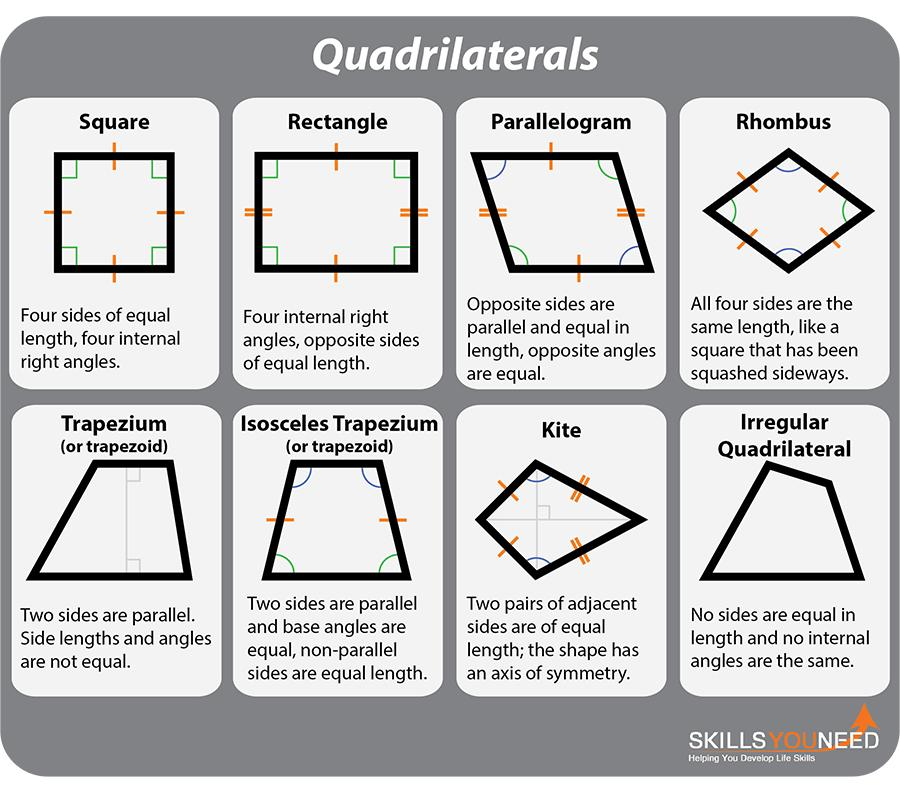 Quadrilaterals
Square
Four sides of equal
length, four internal
right angles.
Rectangle
Four internal right
angles, opposite sides
of equal length.
Parallelogram
Opposite sides are
parallel and equal in
length, opposite angles
are equal.
Rhombus
All four sides are the
same length, like a
square that has been
squashed sideways.
Trapezium
(or trapezoid)
Two sides are parallel.
Side lengths and angles
are not equal.
Isosceles Trapezium
(or trapezoid)
Two sides are parallel
and base angles are
equal, non-parallel
sides are equal length.
Kite
Two pairs of adjacent
sides are of equal
length; the shape has
an axis of symmetry.
Irregular
Quadrilateral
No sides are equal in
length and no internal
angles are the same.
SKILLSYOUNEED
Helping You Develop Life Skills